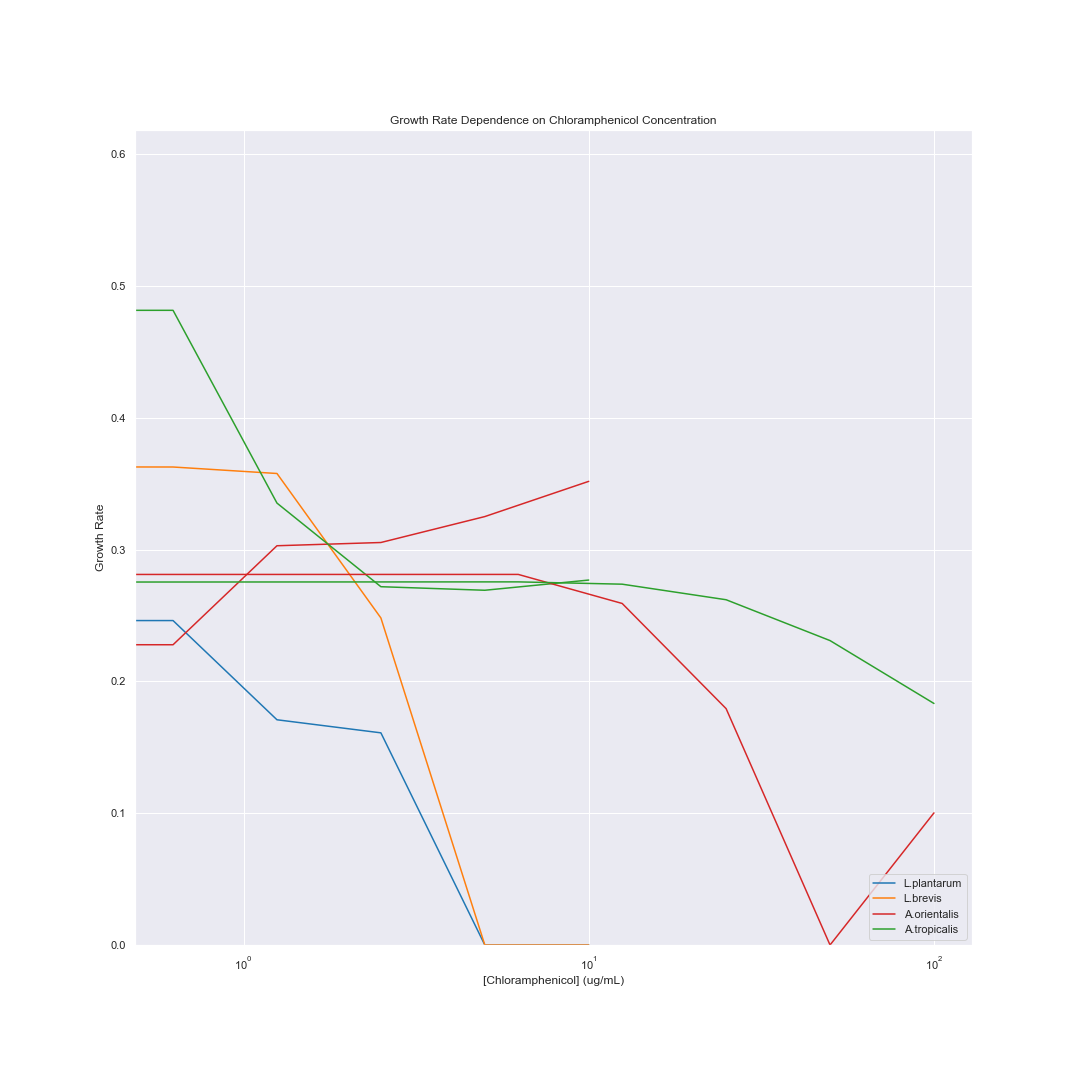 Growth Rate Dependence on Chloramphenicol Concentration
Growth Rate
0.6
0.5
0.4
0.3
0.2
0.1
0.0
10⁰
10¹
10²
[Chloramphenicol] (ug/mL)
L.plantarum
L.brevis
A.orientalis
A.tropicalis